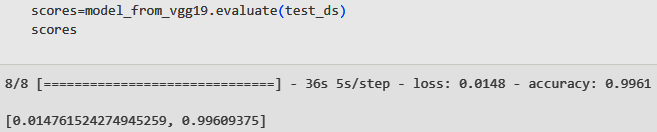 scores=model_from_vgg19.evaluate(test_ds)
scores
8/8 [==============================] - 36s 5s/step - loss: 0.0148 - accuracy: 0.9961
[0.014761524274945259, 0.99609375]